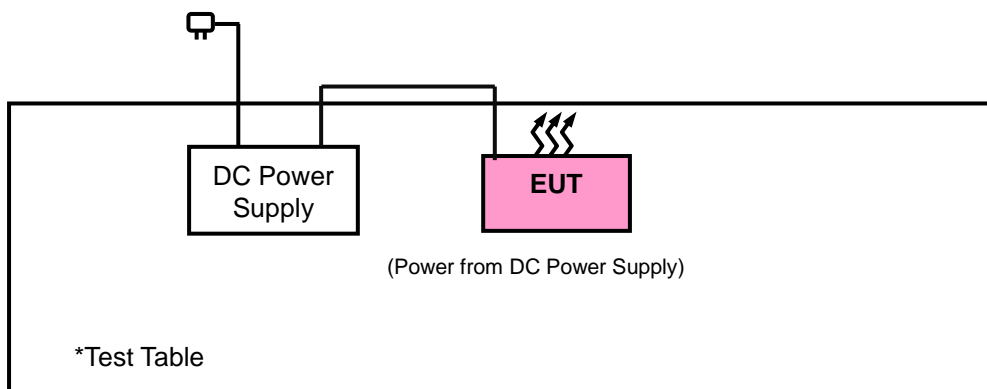 DC Power
Supply
EUT
(Power from DC Power Supply)
*Test Table